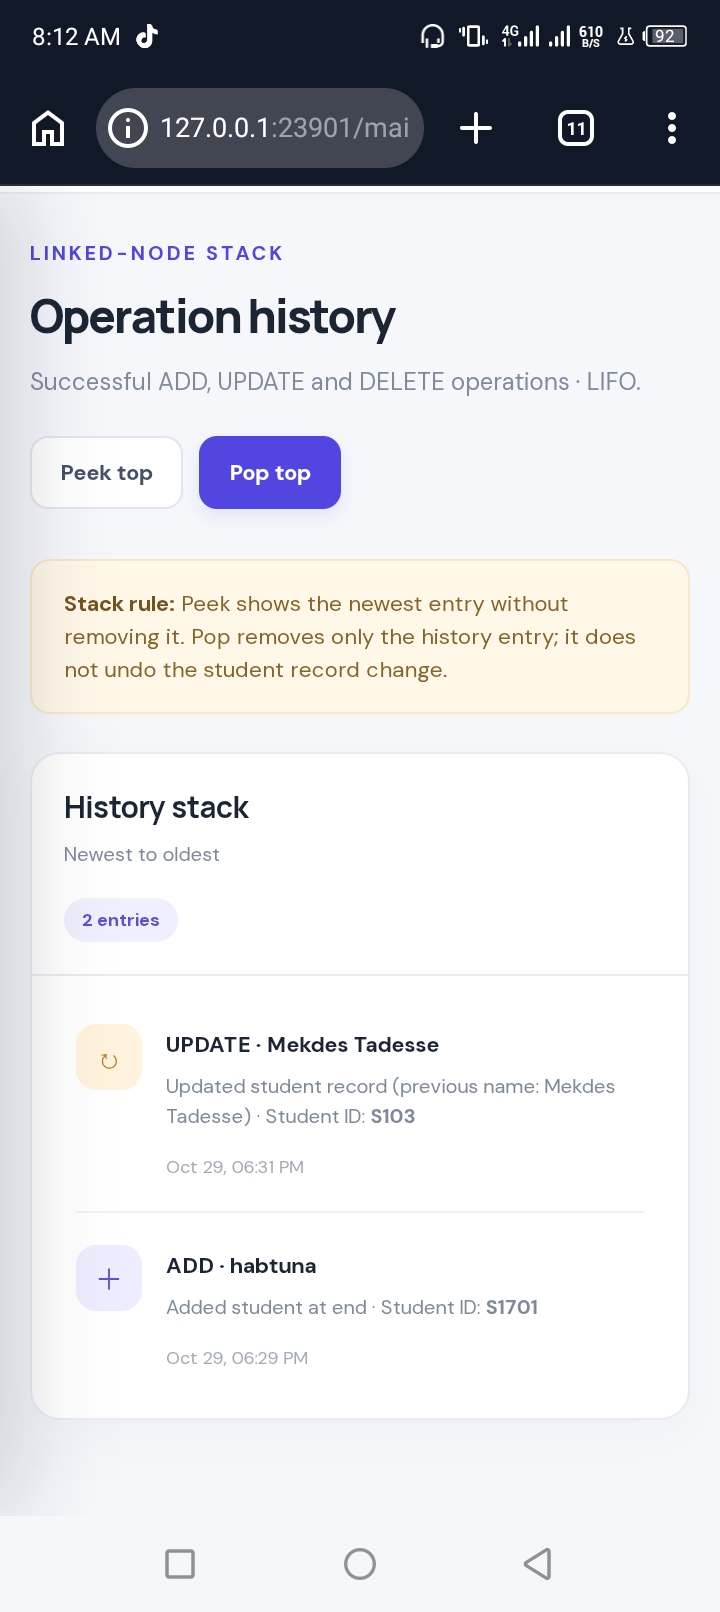 8:12 AM
4G
610
B/S
92
127.0.0.1:23901/mai
11
LINKED-NODE STACK
Operation history
Successful ADD, UPDATE and DELETE operations · LIFO.
Peek top
Pop top
Stack rule: Peek shows the newest entry without
removing it. Pop removes only the history entry; it does
not undo the student record change.
History stack
Newest to oldest
2 entries
UPDATE · Mekdes Tadesse
Updated student record (previous name: Mekdes
Tadesse) · Student ID: S103
Oct 29, 06:31 PM
ADD · habtuna
Added student at end · Student ID: S1701
Oct 29, 06:29 PM